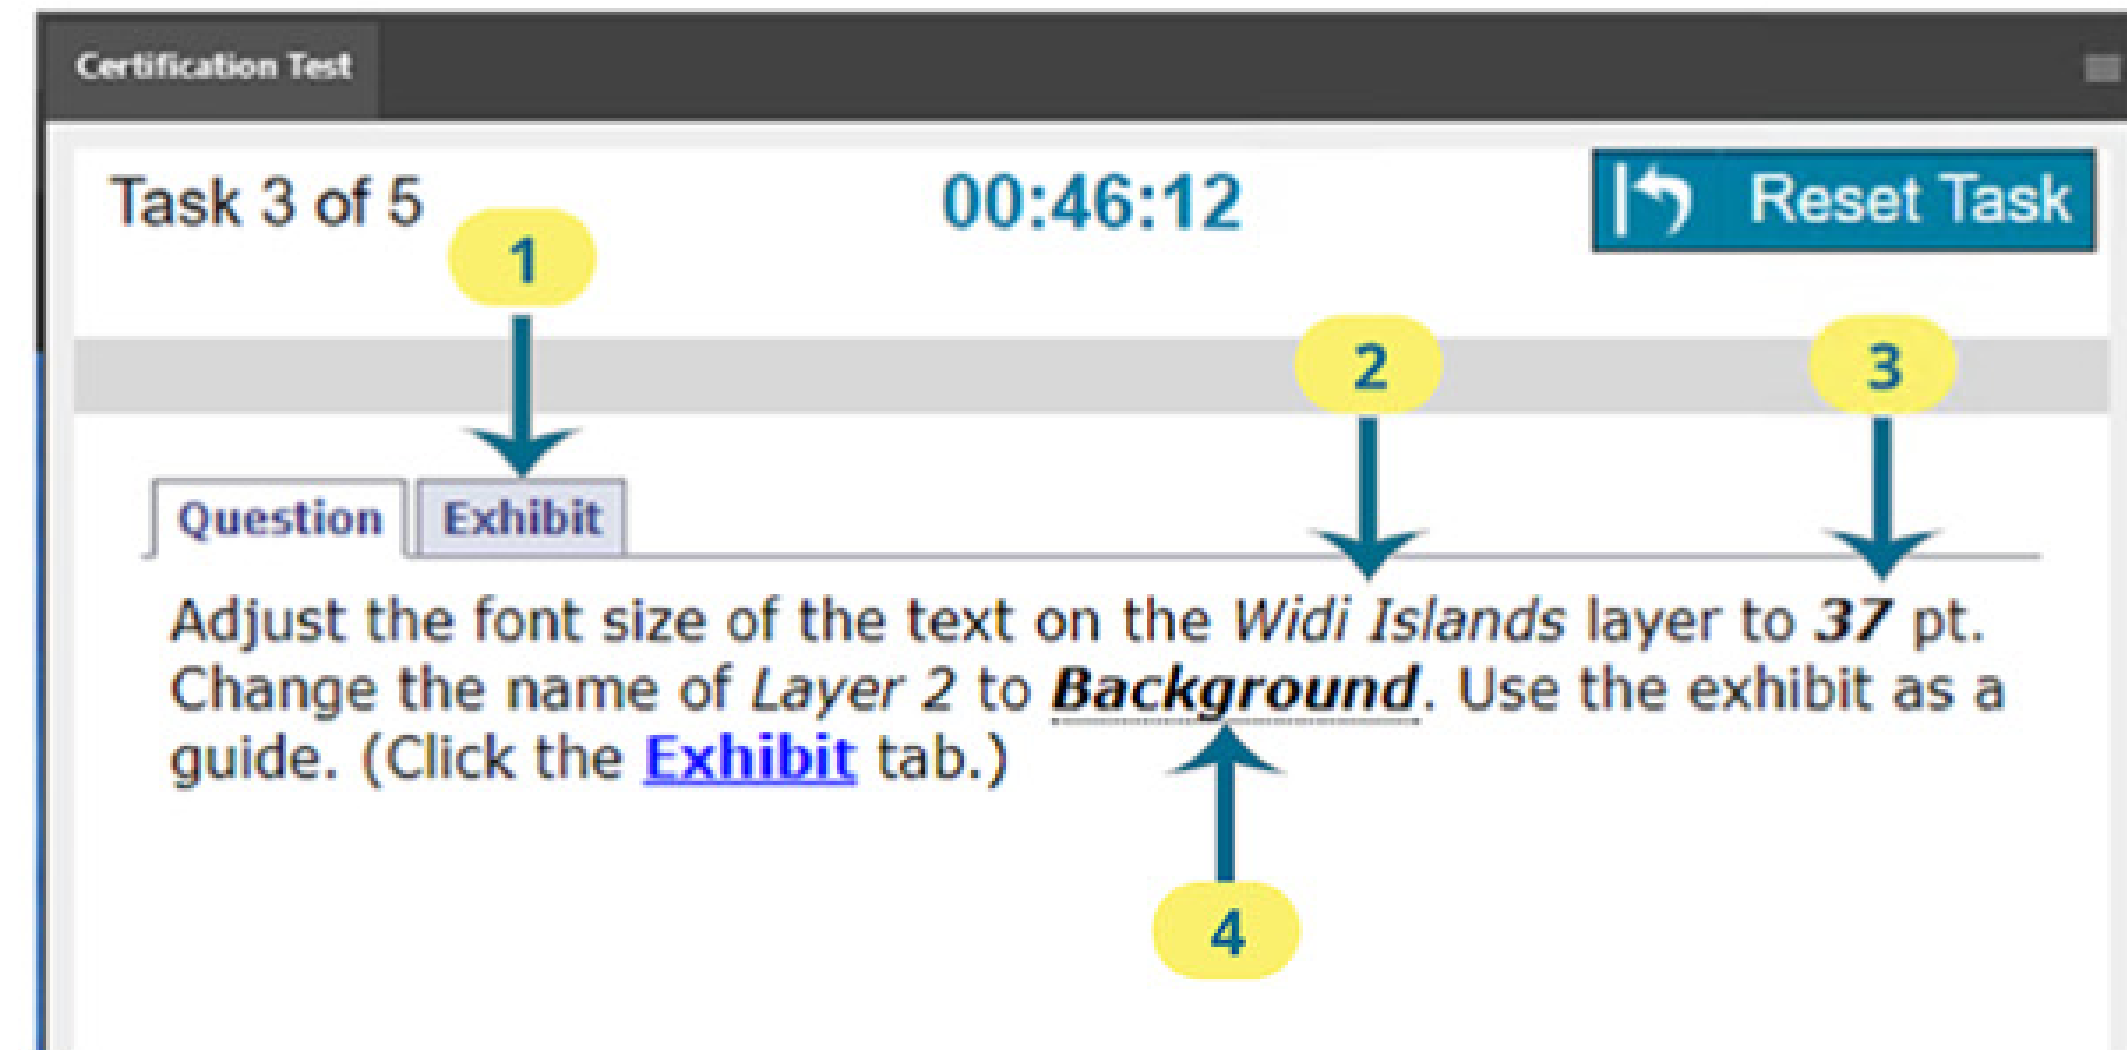 Certification Test
Task 3 of 5 00:46:12 Reset Task
1
2 3
Question Exhibit
Adjust the font size of the text on the Widi Islands layer to 37 pt.
Change the name of Layer 2 to Background. Use the exhibit as a
guide. (Click the Exhibit tab.)
4